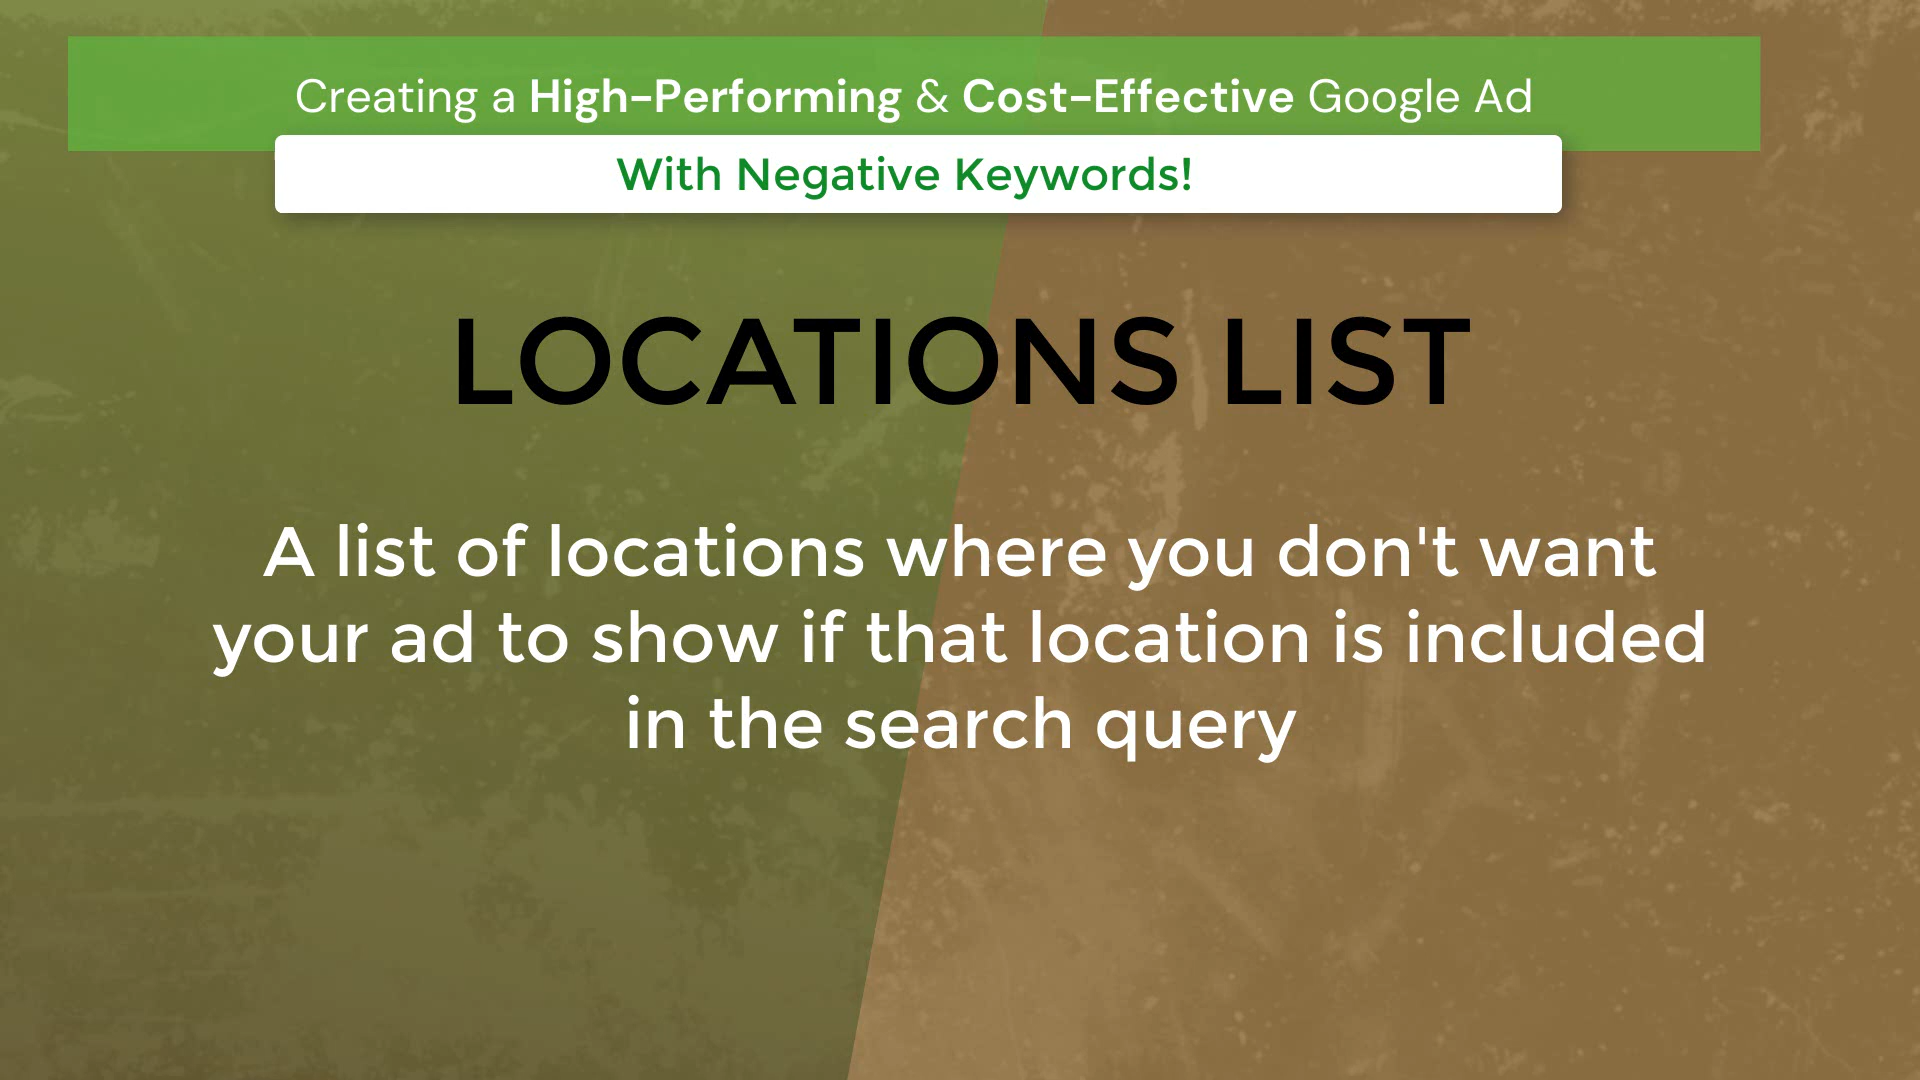 Creating a High-Performing & Cost-Effective Google Ad
With Negative Keywords!
LOCATIONS LIST
A list of locations where you don't want
your ad to show if that location is included
in the search query